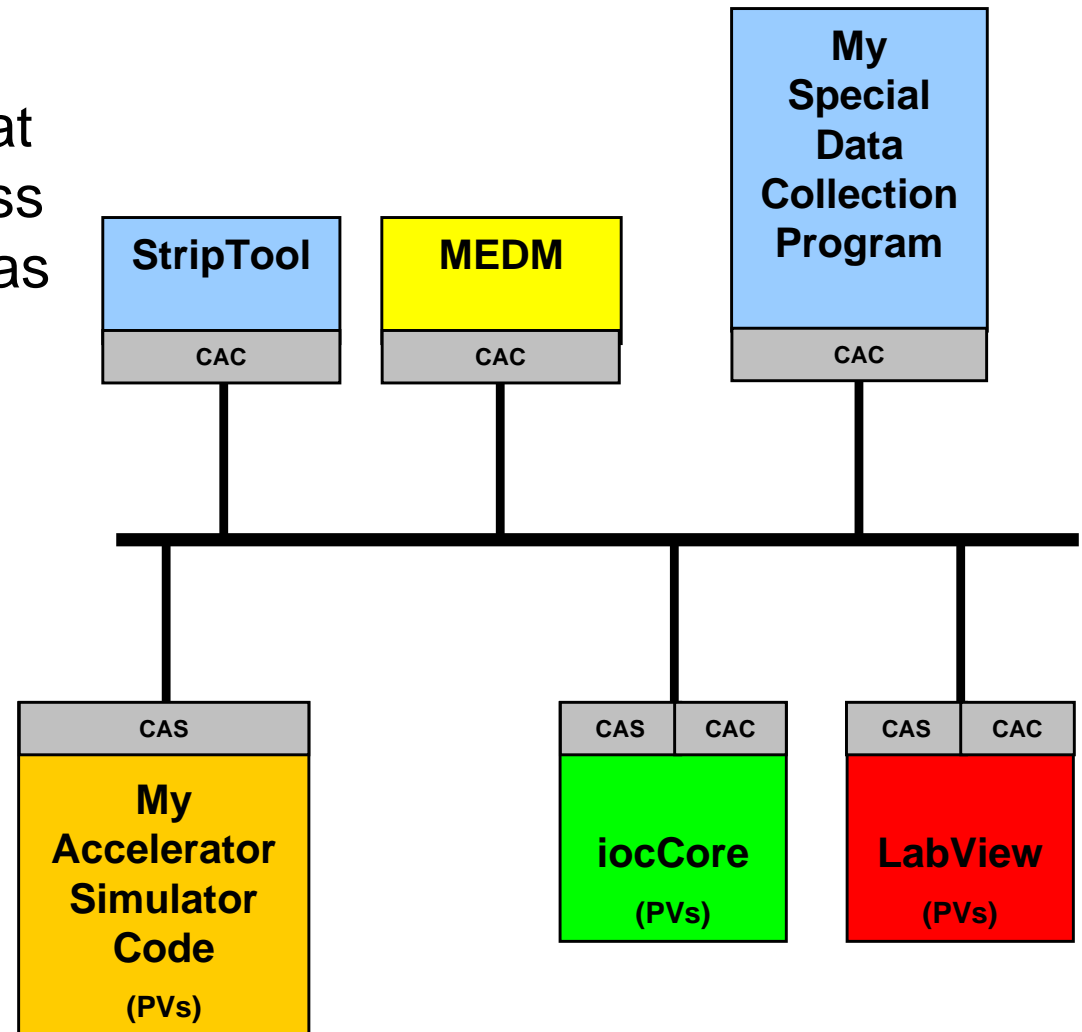 at
ss
as
My
Special
Data
Collection
Program
CAC
StripTool
CAC
MEDM
CAC
CAS
My
Accelerator
Simulator
Code
(PVs)
CAS CAC
iocCore
(PVs)
CAS CAC
LabView
(PVs)